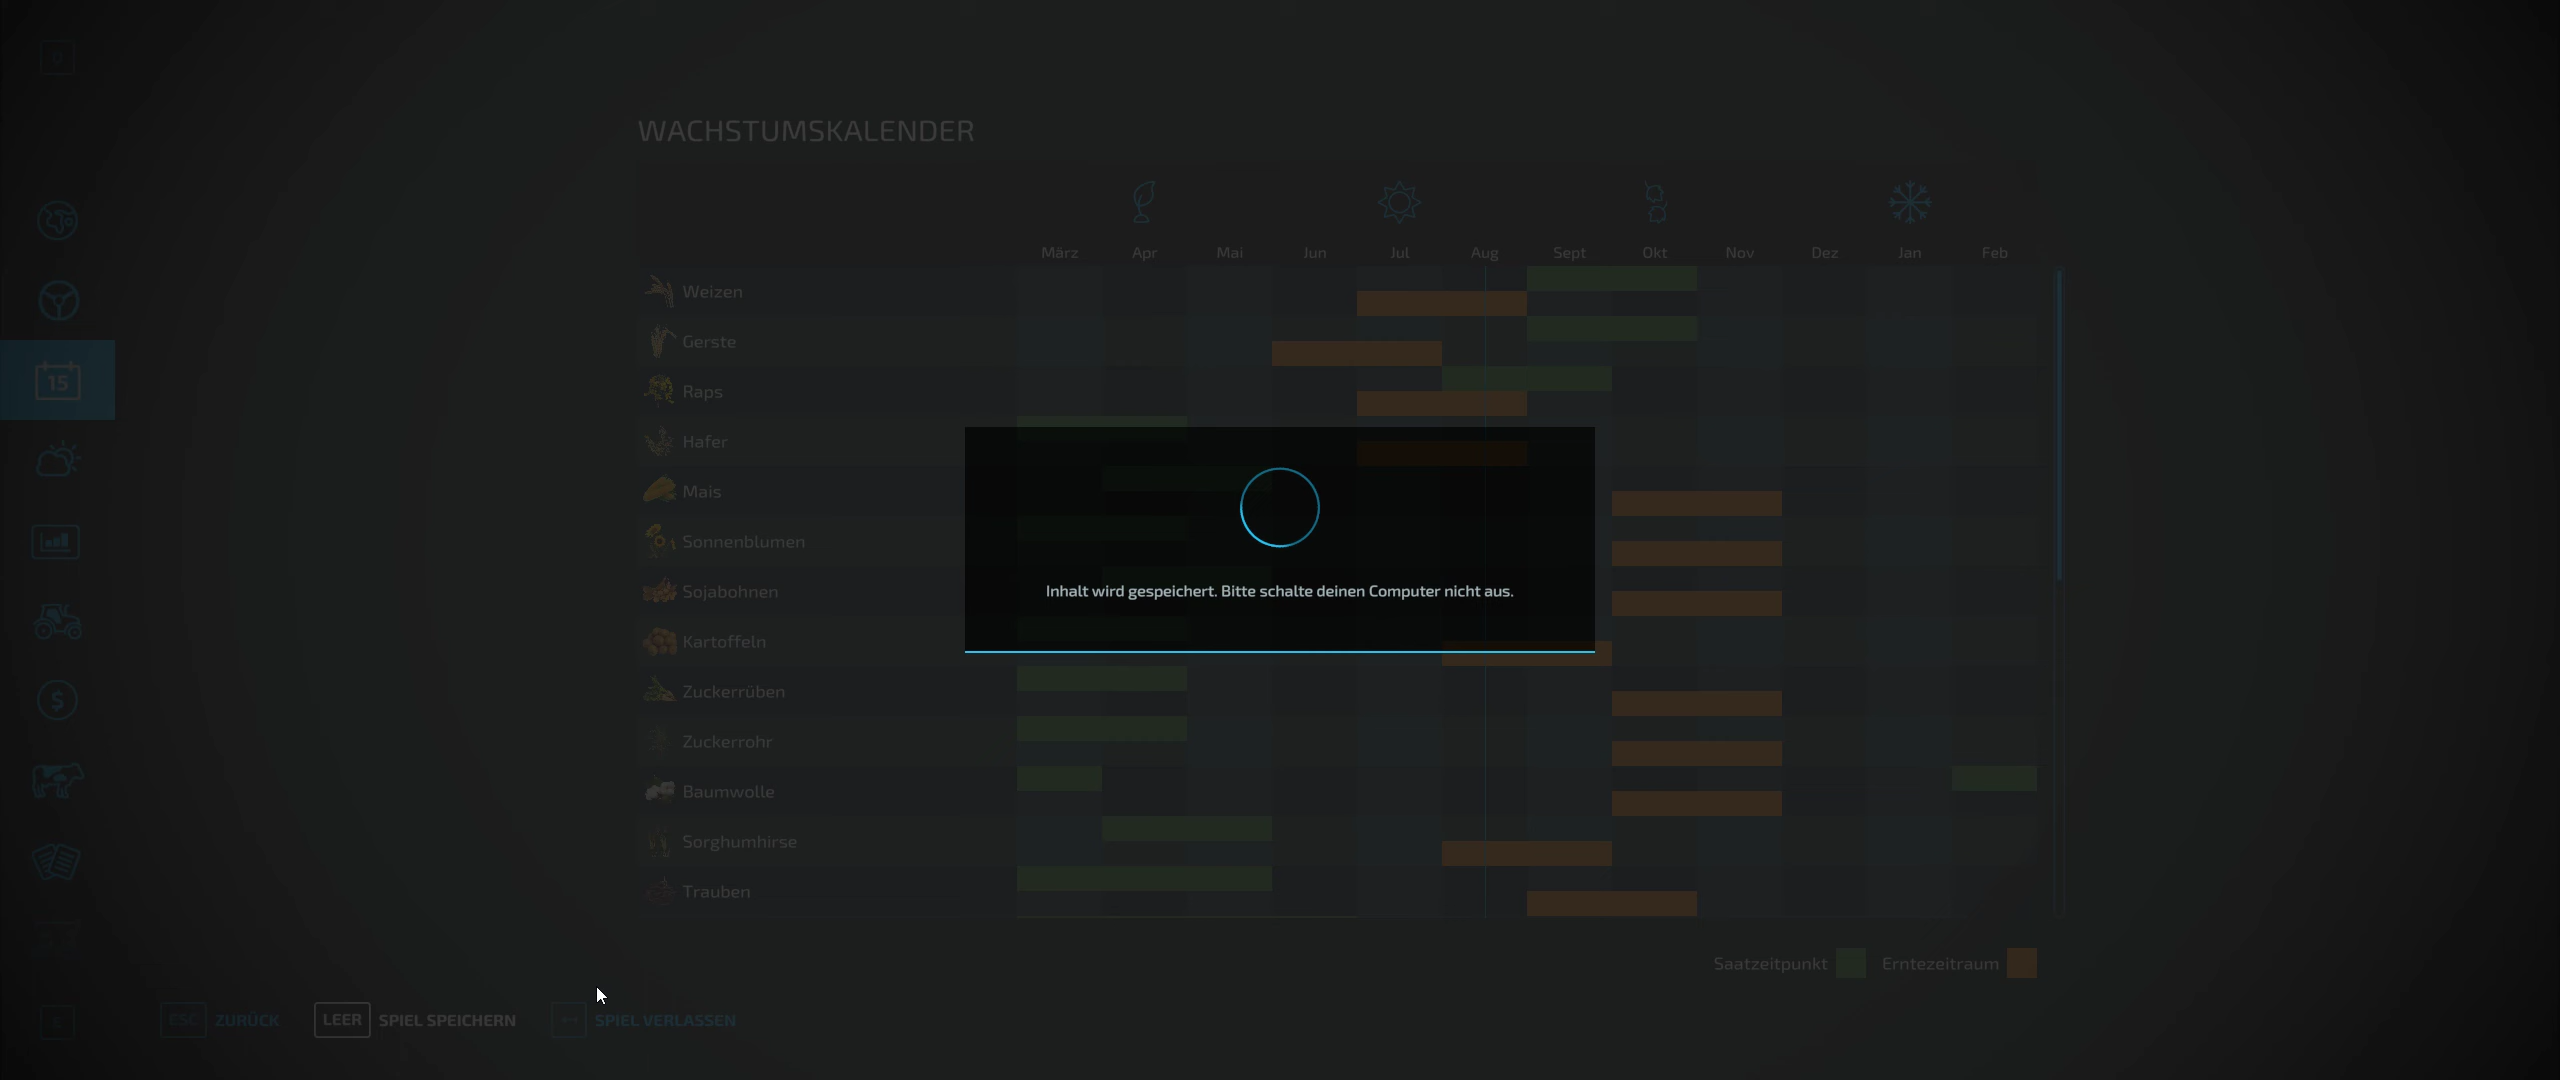 WACHSTUMSKALENDER
März Apr Mai Jun Jul Aug Sept Okt Nov Dez Jan Feb
Weizen
Gerste
Raps
Hafer
Mais
Sonnenblumen
Sojabohnen
Kartoffeln
Zuckerrüben
Zuckerrohr
Baumwolle
Sorghumhirse
Trauben
15
Inhalt wird gespeichert. Bitte schalte deinen Computer nicht aus.
Saatzeitpunkt Erntezeitraum
ESC ZURÜCK LEER SPIEL SPEICHERN SPIEL VERLASSEN
E